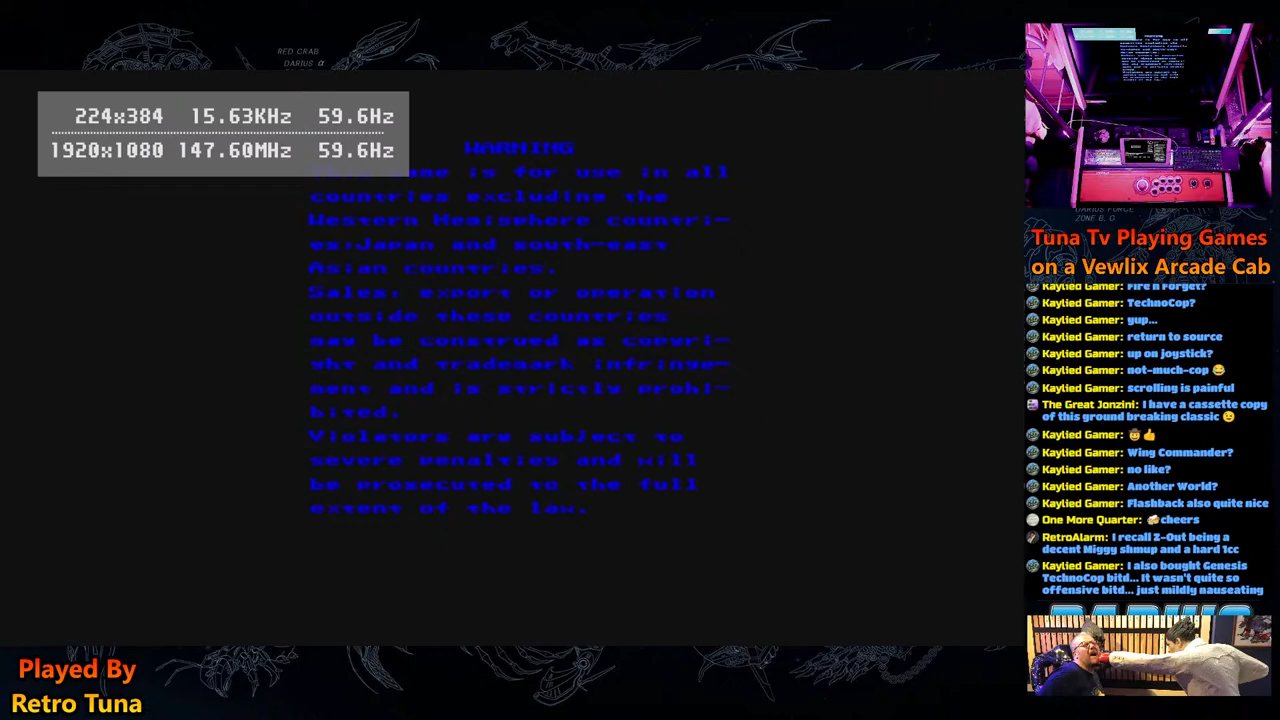 RED CRAB
DARIUS α
224x384 15.63KHz 59.6Hz
1920x1080 147.60MHz 59.6Hz
WARNING
is for use in all
countries excluding the
Western Hemisphere countri-
es,Japan and south-east
Asian countries.
Sales, export or operation
outside these countries
may be construed as copyri-
ght and trademark infringe-
ment and is strictly prohi-
bited.
Violators are subject to
severe penalties and will
be prosecuted to the full
extent of the law.
Played By
Retro Tuna
DARIUS FORCE
ZONE B, G
Tuna Tv Playing Games
on a Vewlix Arcade Cab
Kaylied Gamer: Fire n Forget?
Kaylied Gamer: TechnoCop?
Kaylied Gamer: yup...
Kaylied Gamer: return to source
Kaylied Gamer: up on joystick?
Kaylied Gamer: not-much-cop 😂
Kaylied Gamer: scrolling is painful
The Great Jonzini: I have a cassette copy
of this ground breaking classic 😉
Kaylied Gamer: 🤠👍
Kaylied Gamer: Wing Commander?
Kaylied Gamer: no like?
Kaylied Gamer: Another World?
Kaylied Gamer: Flashback also quite nice
One More Quarter: 🍻cheers
RetroAlarm: I recall Z-Out being a
decent Miggy shmup and a hard 1cc
Kaylied Gamer: I also bought Genesis
TechnoCop bitd... It wasn't quite so
offensive bitd... just mildly nauseating
DARIUS